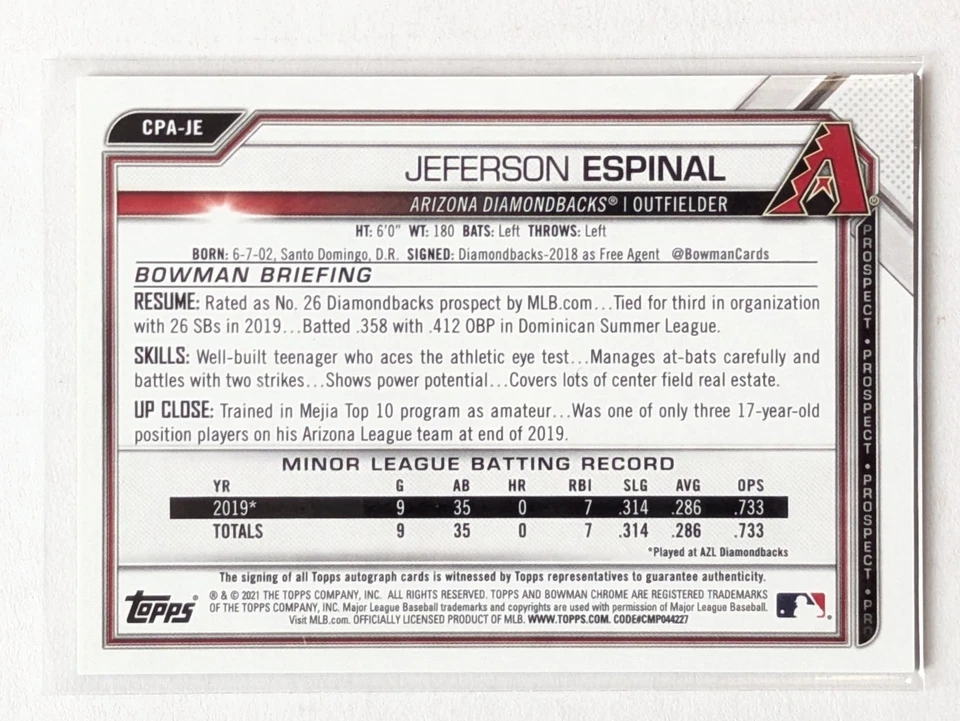 CPA-JE
JEFERSON ESPINAL
ARIZONA DIAMONDBACKS® | OUTFIELDER
HT: 6'0" WT: 180 BATS: Left THROWS: Left
BORN: 6-7-02, Santo Domingo, D.R. SIGNED: Diamondbacks-2018 as Free Agent @BowmanCards
BOWMAN BRIEFING
RESUME: Rated as No. 26 Diamondbacks prospect by MLB.com...Tied for third in organization
with 26 SBs in 2019...Batted .358 with .412 OBP in Dominican Summer League.
SKILLS: Well-built teenager who aces the athletic eye test...Manages at-bats carefully and
battles with two strikes...Shows power potential...Covers lots of center field real estate.
UP CLOSE: Trained in Mejia Top 10 program as amateur...Was one of only three 17-year-old
position players on his Arizona League team at end of 2019.
MINOR LEAGUE BATTING RECORD
YR G AB HR RBI SLG AVG OPS
2019* 9 35 0 7 .314 .286 .733
TOTALS 9 35 0 7 .314 .286 .733
*Played at AZL Diamondbacks
The signing of all Topps autograph cards is witnessed by Topps representatives to guarantee authenticity.
Topps
® & © 2021 THE TOPPS COMPANY, INC. ALL RIGHTS RESERVED. TOPPS AND BOWMAN CHROME ARE REGISTERED TRADEMARKS
OF THE TOPPS COMPANY, INC. Major League Baseball trademarks and copyrights are used with permission of Major League Baseball.
Visit MLB.com. OFFICIALLY LICENSED PRODUCT OF MLB. WWW.TOPPS.COM. CODE#CMP044227
A ®
PROSPECT • PROSPECT • PROSPECT • PR